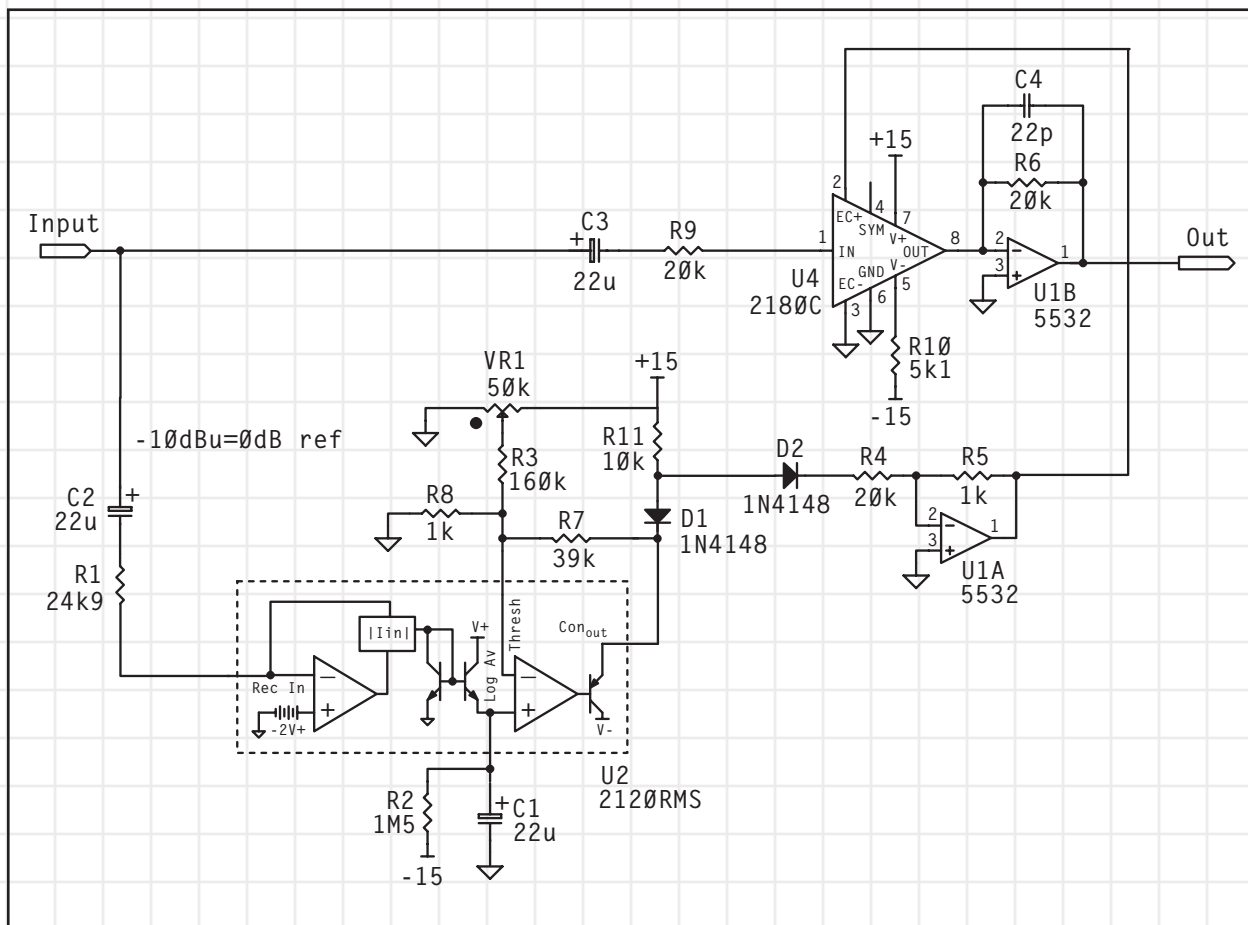 Input
C3
+
22u
R9
20k
1
2
EC+
SYM
4
+15
7
V+
IN
OUT
8
GND
V-
EC-
3
6
5
U4
2180C
R10
5k1
-15
C4
22p
R6
20k
2
-
3
+
1
U1B
5532
Out
-10dBu=0dB ref
VR1
50k
+15
R11
10k
R3
160k
R8
1k
R7
39k
D1
1N4148
D2
1N4148
R4
20k
R5
1k
2
-
3
+
1
U1A
5532
C2
22u
+
R1
24k9
Rec In
-
+
-2V+
|Iin|
V+
Log Av
Thresh
-
+
Conout
V-
U2
2120RMS
R2
1M5
-15
+
C1
22u